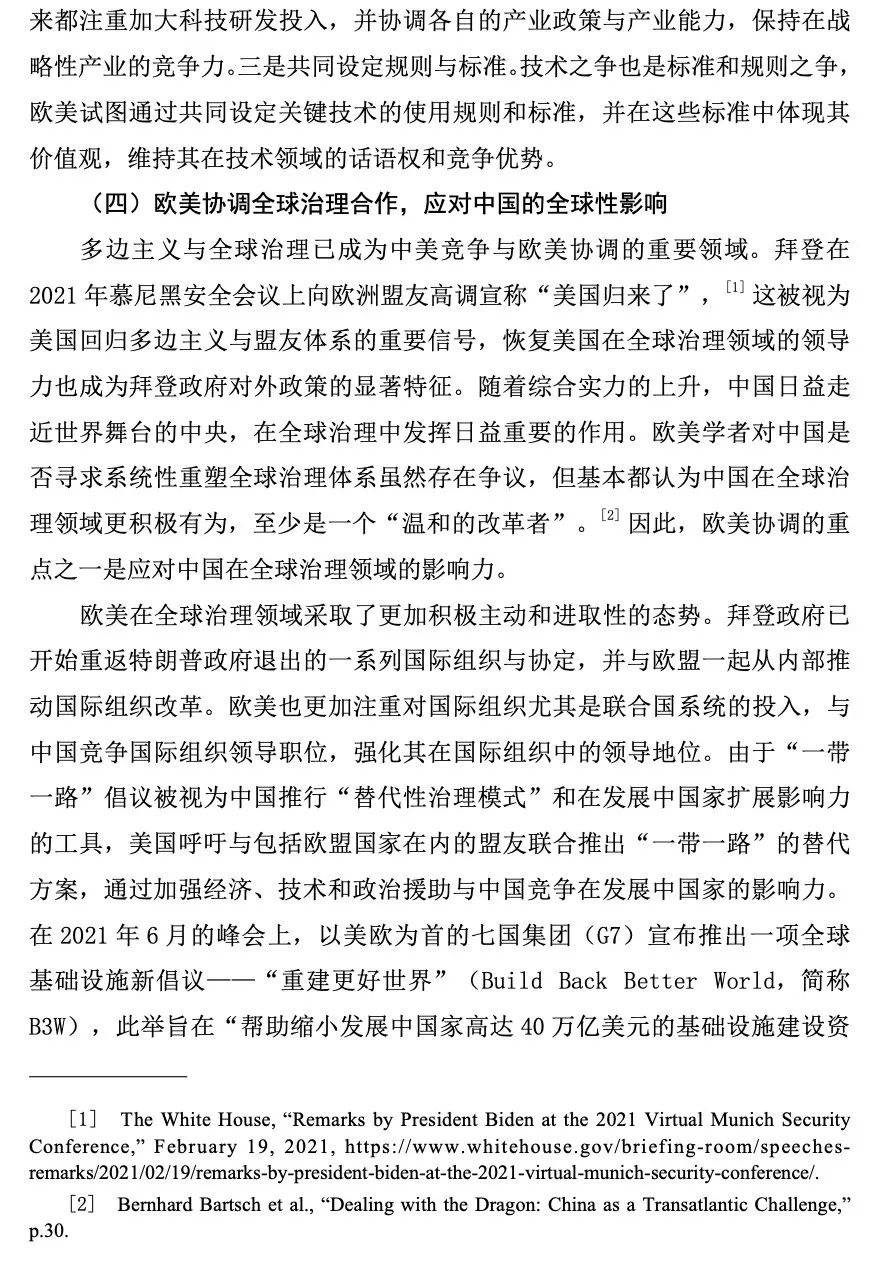 来都注重加大科技研发投入，并协调各自的产业政策与产业能力，保持在战
略性产业的竞争力。三是共同设定规则与标准。技术之争也是标准和规则之争，
欧美试图通过共同设定关键技术的使用规则和标准，并在这些标准中体现其
价值观，维持其在技术领域的话语权和竞争优势。
（四）欧美协调全球治理合作，应对中国的全球性影响
多边主义与全球治理已成为中美竞争与欧美协调的重要领域。拜登在
2021 年慕尼黑安全会议上向欧洲盟友高调宣称“美国归来了”，[1] 这被视为
美国回归多边主义与盟友体系的重要信号，恢复美国在全球治理领域的领导
力也成为拜登政府对外政策的显著特征。随着综合实力的上升，中国日益走
近世界舞台的中央，在全球治理中发挥日益重要的作用。欧美学者对中国是
否寻求系统性重塑全球治理体系虽然存在争议，但基本都认为中国在全球治
理领域更积极有为，至少是一个“温和的改革者”。[2] 因此，欧美协调的重
点之一是应对中国在全球治理领域的影响力。
欧美在全球治理领域采取了更加积极主动和进取性的态势。拜登政府已
开始重返特朗普政府退出的一系列国际组织与协定，并与欧盟一起从内部推
动国际组织改革。欧美也更加注重对国际组织尤其是联合国系统的投入，与
中国竞争国际组织领导职位，强化其在国际组织中的领导地位。由于“一带
一路”倡议被视为中国推行“替代性治理模式”和在发展中国家扩展影响力
的工具，美国呼吁与包括欧盟国家在内的盟友联合推出“一带一路”的替代
方案，通过加强经济、技术和政治援助与中国竞争在发展中国家的影响力。
在 2021 年 6 月的峰会上，以美欧为首的七国集团（G7）宣布推出一项全球
基础设施新倡议——“重建更好世界”（Build Back Better World，简称
B3W），此举旨在“帮助缩小发展中国家高达 40 万亿美元的基础设施建设资
[1] The White House, “Remarks by President Biden at the 2021 Virtual Munich Security
Conference,” February 19, 2021, https://www.whitehouse.gov/briefing-room/speeches-
remarks/2021/02/19/remarks-by-president-biden-at-the-2021-virtual-munich-security-conference/.
[2] Bernhard Bartsch et al., “Dealing with the Dragon: China as a Transatlantic Challenge,”
p.30.